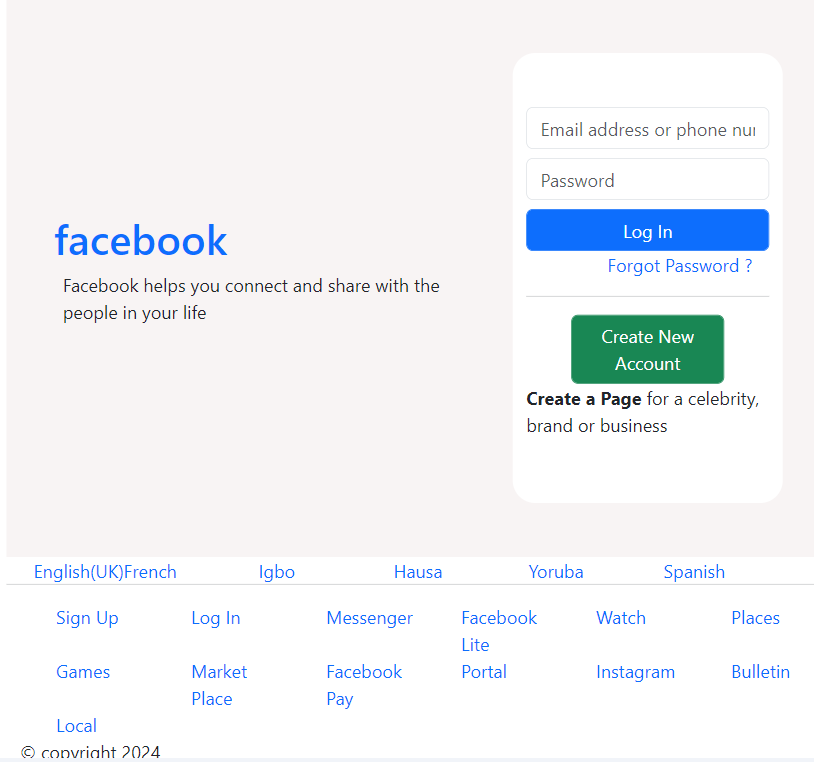 facebook
Facebook helps you connect and share with the
people in your life
Email address or phone nu
Password
Log In
Forgot Password ?
Create New
Account
Create a Page for a celebrity,
brand or business
English(UK)French Igbo Hausa Yoruba Spanish
Sign Up Log In Messenger Facebook Lite Watch Places
Games Market Place Facebook Pay Portal Instagram Bulletin
Local
© copyright 2024